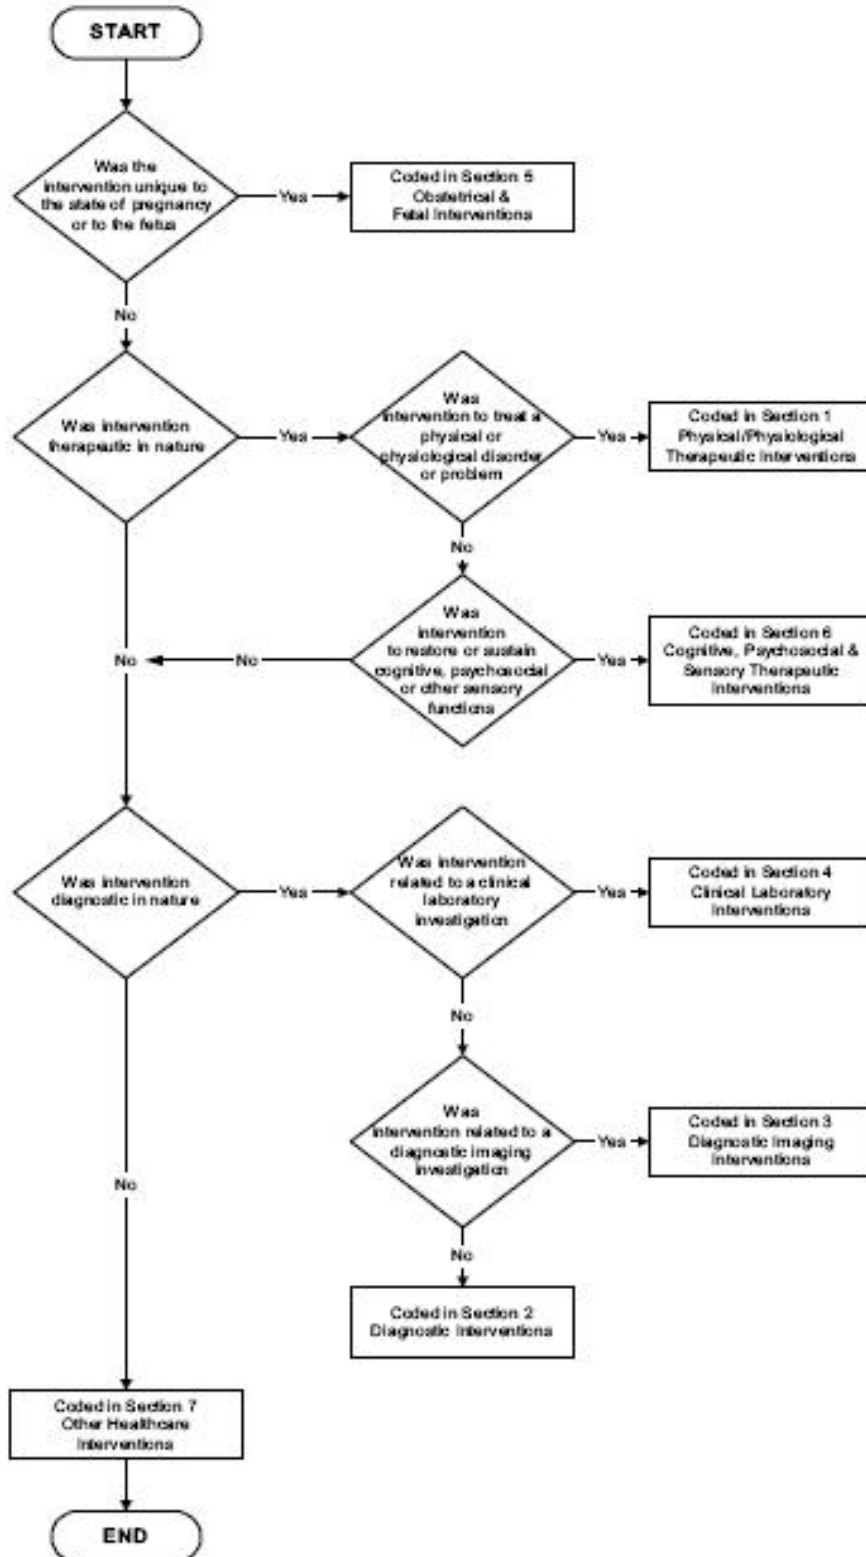 START
Was the
intervention unique to
the state of pregnancy
or to the fetus
Yes
Coded in Section 5
Obstetrical &
Fetal Interventions
No
Was intervention
therapeutic in nature
Yes
Was
intervention to treat a
physical or
physiological disorder
or problem
Yes
Coded in Section 1
Physical/Physiological
Therapeutic Interventions
No
Was
intervention
to restore or sustain
cognitive, psychosocial
or other sensory
functions
Yes
Coded in Section 6
Cognitive, Psychosocial &
Sensory Therapeutic
Interventions
No
No
Was intervention
diagnostic in nature
Yes
Was intervention
related to a clinical
laboratory
investigation
Yes
Coded in Section 4
Clinical Laboratory
Interventions
No
Was
intervention related to a
diagnostic imaging
investigation
Yes
Coded in Section 3
Diagnostic Imaging
Interventions
No
No
Coded in Section 2
Diagnostic Interventions
Coded in Section 7
Other Healthcare
Interventions
END